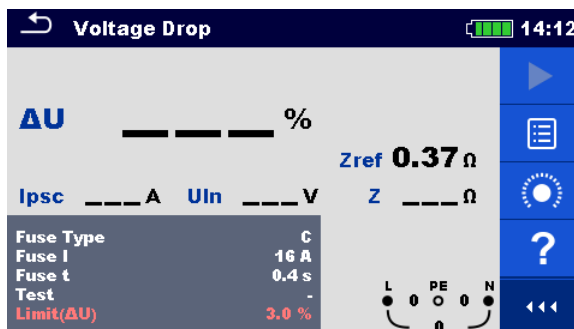 Voltage Drop 14:12
ΔU ___ %
Zref 0.37 Ω
Ipsc ___ A Uln ___ V Z ___ Ω
Fuse Type C
Fuse I 16 A
Fuse t 0.4 s
Test -
Limit(ΔU) 3.0 %
?
L PE N
0 0
0